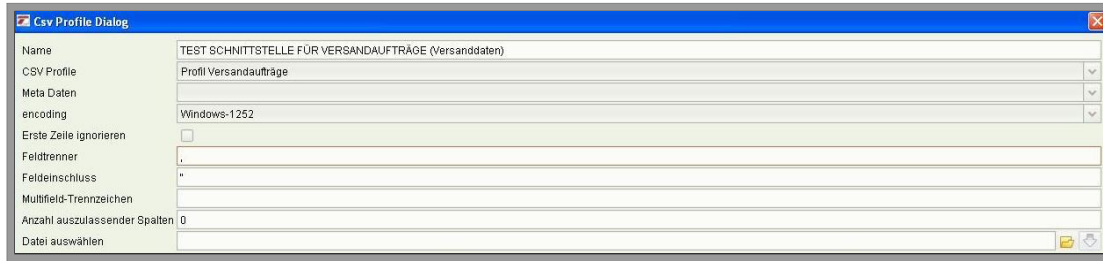 Csv Profile Dialog
Name TEST SCHNITTSTELLE FÜR VERSANDAUFTRÄGE (Versanddaten)
CSV Profile Profil Versandaufträge
Meta Daten
encoding Windows-1252
Erste Zeile ignorieren
Feldtrenner ,
Feldeinschluss "
Multifield-Trennzeichen
Anzahl auszulassender Spalten 0
Datei auswählen